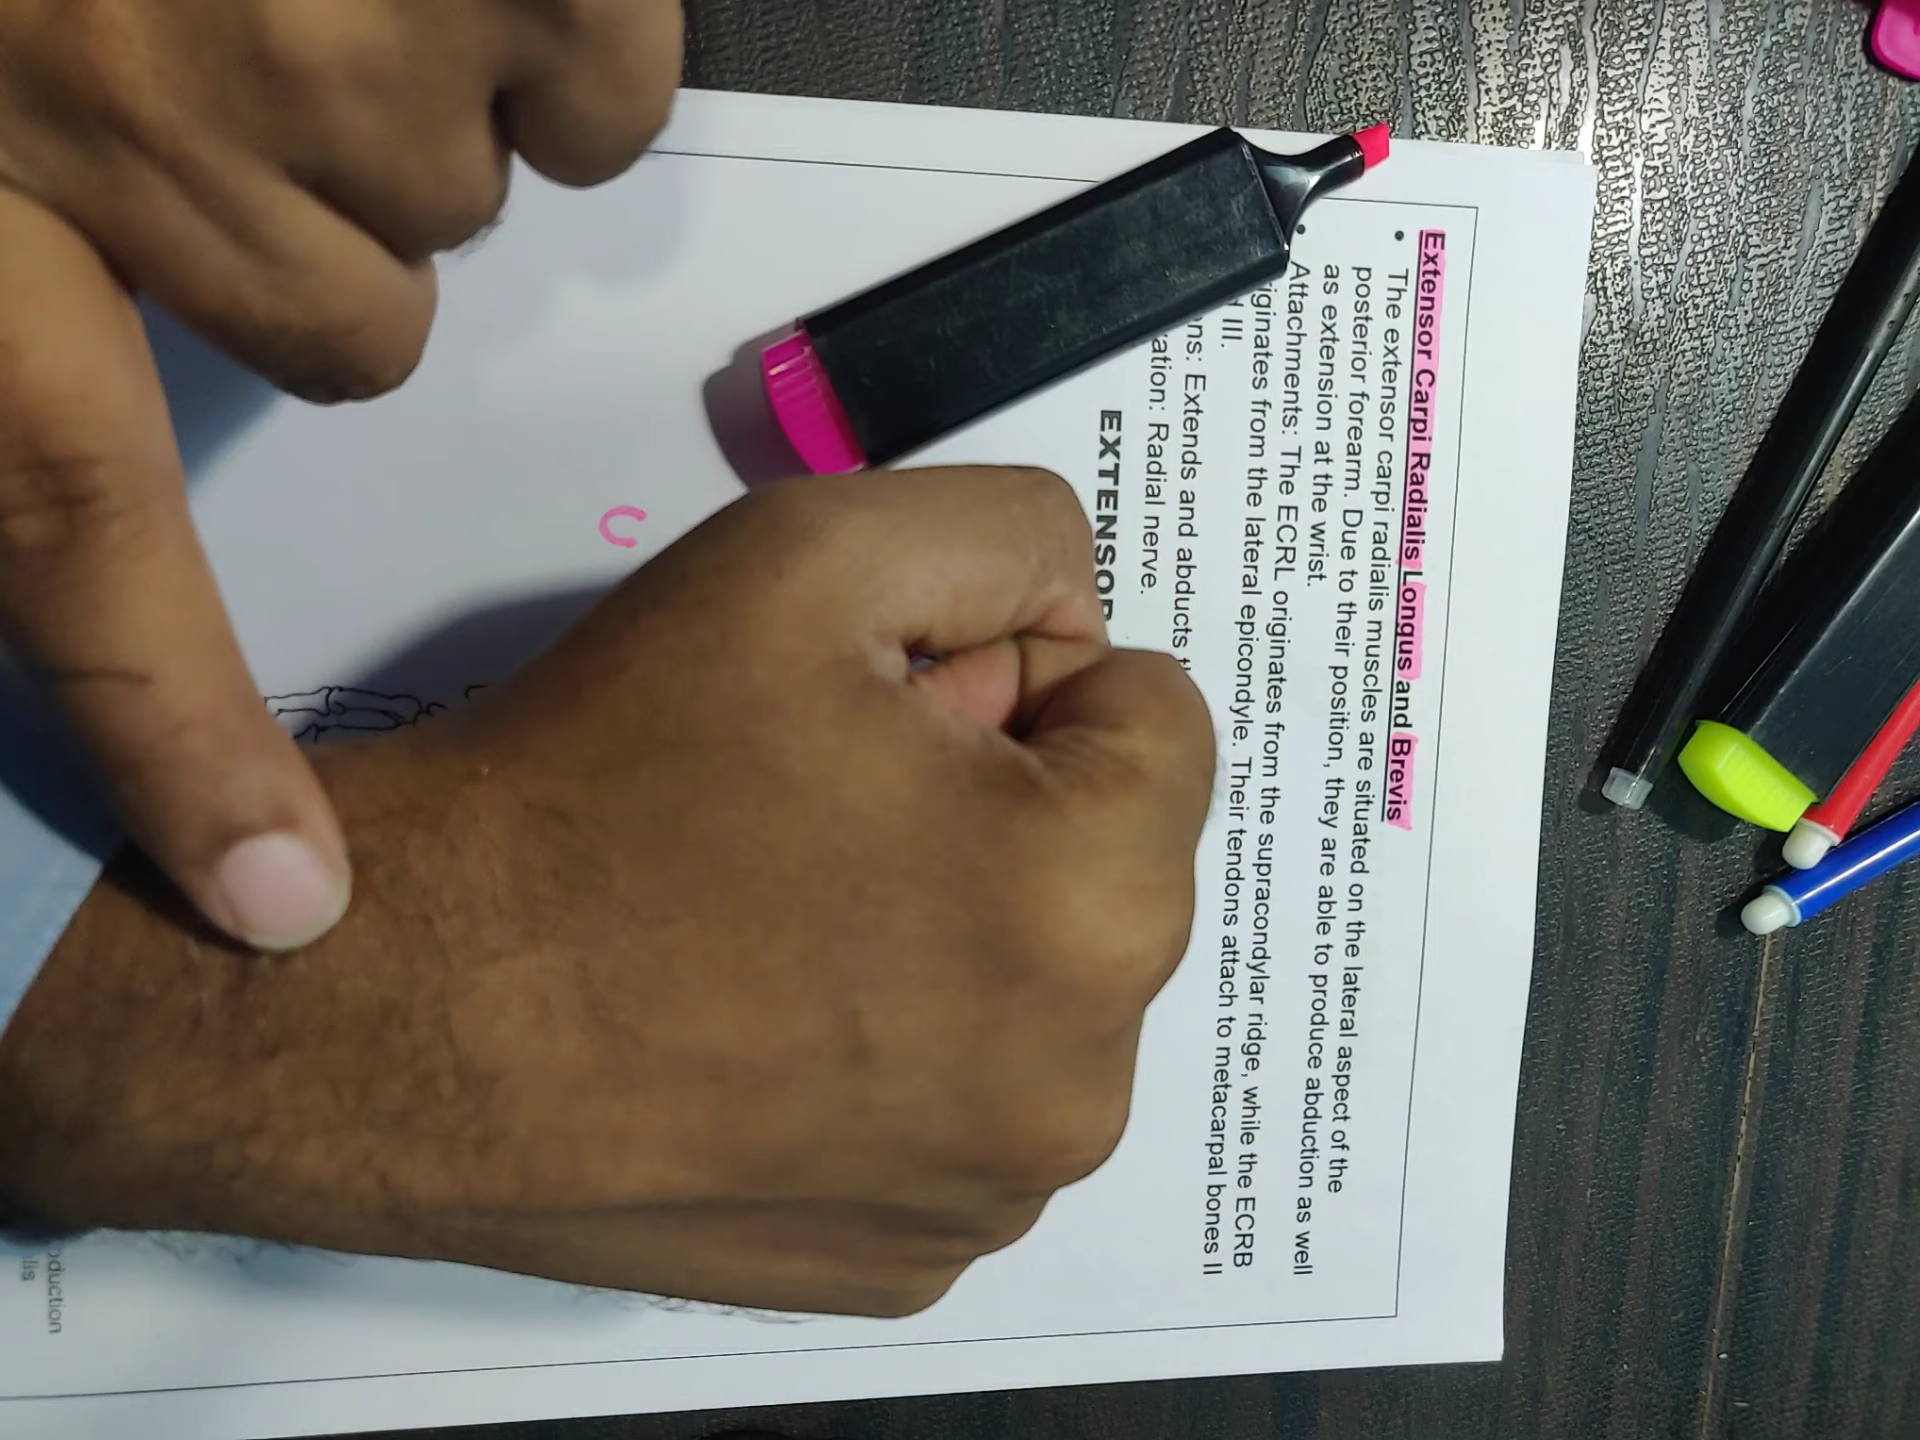 Extensor Carpi Radialis Longus and Brevis
• The extensor carpi radialis muscles are situated on the lateral aspect of the
posterior forearm. Due to their position, they are able to produce abduction as well
as extension at the wrist.
• Attachments: The ECRL originates from the supracondylar ridge, while the ECRB
originates from the lateral epicondyle. Their tendons attach to metacarpal bones II
III.
Extends and abducts
Radial nerve.
EXTENSOR